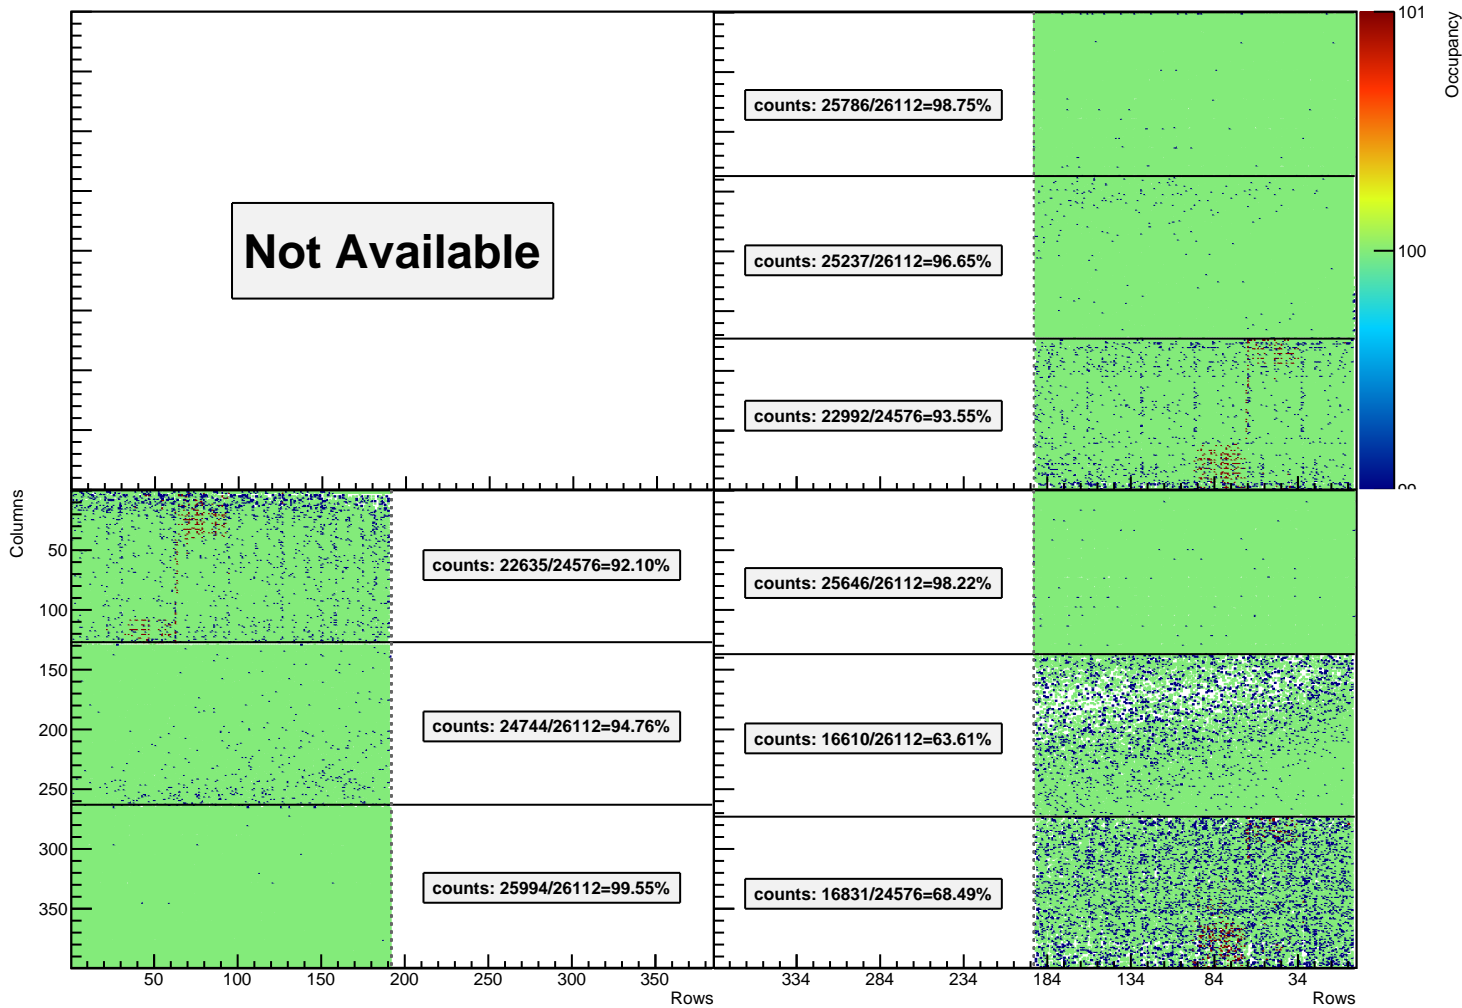 101
Occupancy
counts: 25786/26112=98.75%
Not Available
counts: 25237/26112=96.65%
100
counts: 22992/24576=93.55%
99
Columns
50
100
150
200
250
300
350
counts: 22635/24576=92.10%
counts: 25646/26112=98.22%
counts: 24744/26112=94.76%
counts: 16610/26112=63.61%
counts: 25994/26112=99.55%
counts: 16831/24576=68.49%
50 100 150 200 250 300 350
334 284 234 184 134 84 34
Rows
Rows